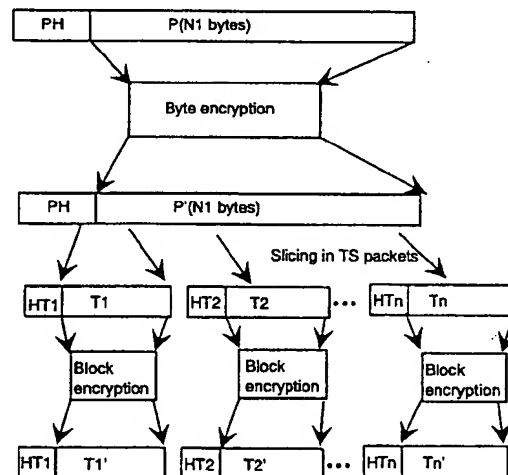 PH P(N1 bytes)
Byte encryption
PH P'(N1 bytes)
Slicing in TS packets
HT1 T1 HT2 T2 ... HTn Tn
Block encryption Block encryption Block encryption
HT1 T1' HT2 T2' ... HTn Tn'